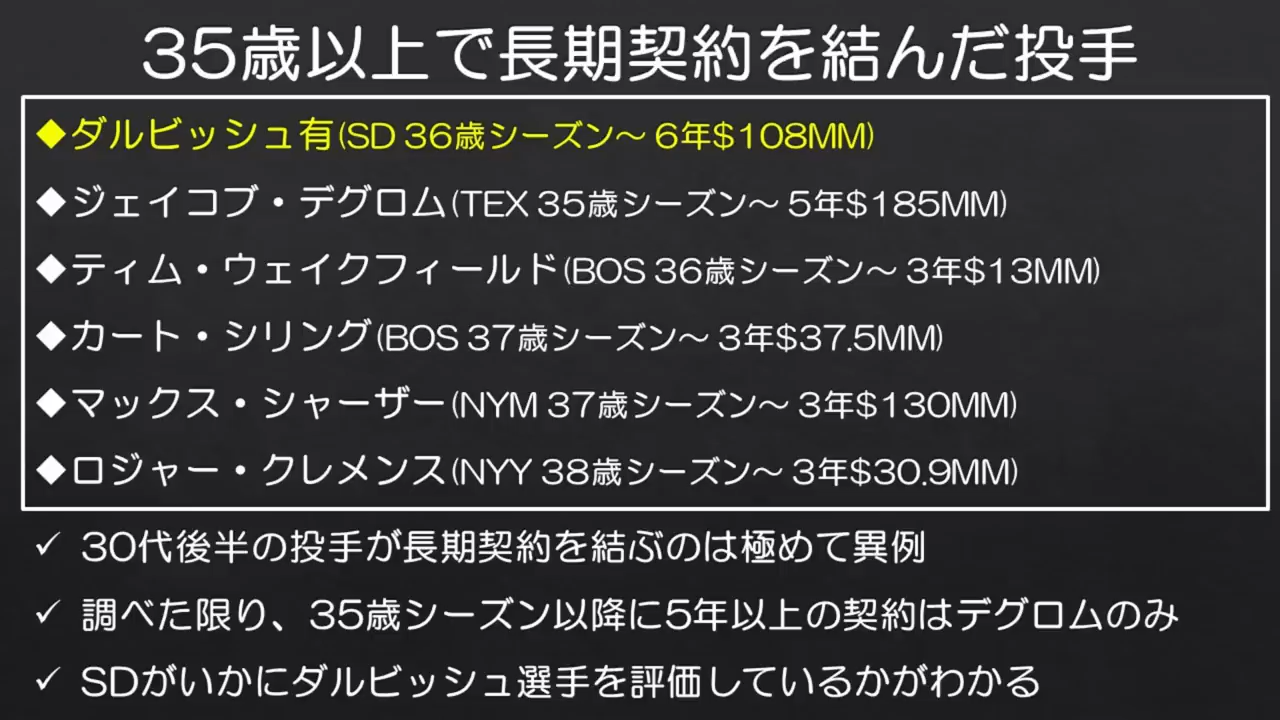 35歳以上で長期契約を結んだ投手
◆ダルビッシュ有(SD 36歳シーズン～ 6年$108MM)
◆ジェイコブ・デグロム(TEX 35歳シーズン～ 5年$185MM)
◆ティム・ウェイクフィールド(BOS 36歳シーズン～ 3年$13MM)
◆カート・シリング(BOS 37歳シーズン～ 3年$37.5MM)
◆マックス・シャーザー(NYM 37歳シーズン～ 3年$130MM)
◆ロジャー・クレメンス(NYY 38歳シーズン～ 3年$30.9MM)
✓ 30代後半の投手が長期契約を結ぶのは極めて異例
✓ 調べた限り、35歳シーズン以降に5年以上の契約はデグロムのみ
✓ SDがいかにダルビッシュ選手を評価しているかがわかる